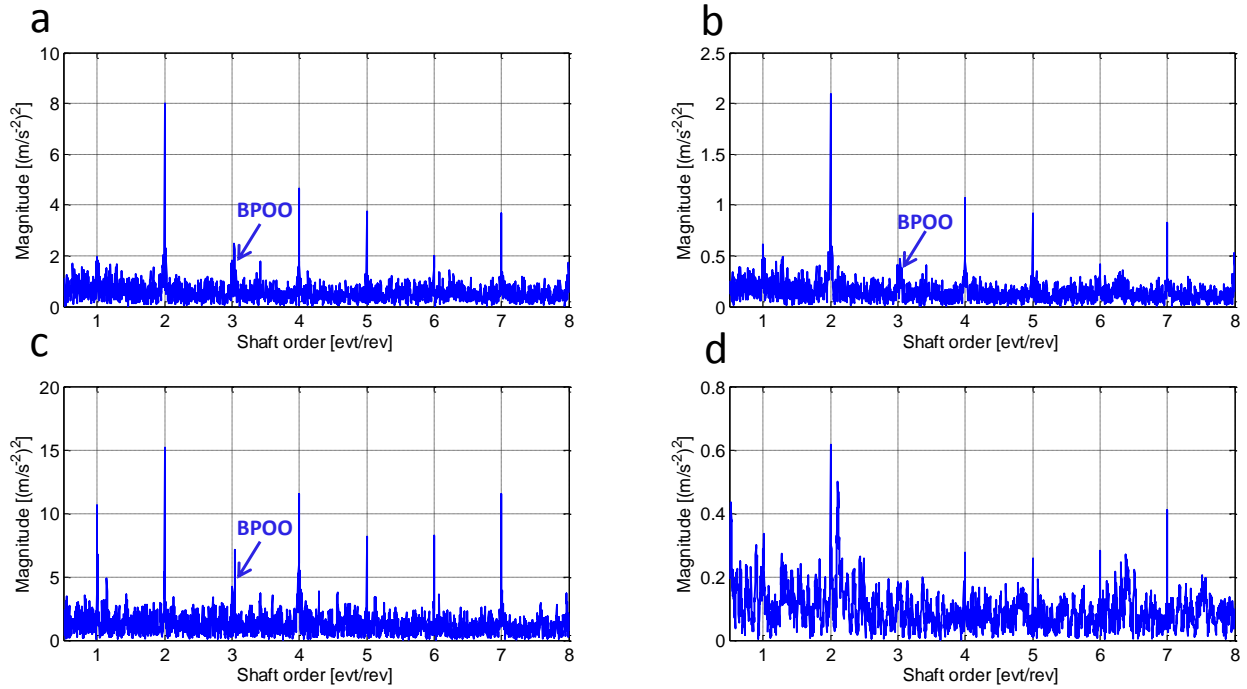 a
10
8
6
4
2
0
Magnitude [(m/s⁻²)²]
BPOO
1 2 3 4 5 6 7 8
Shaft order [evt/rev]
b
2.5
2
1.5
1
0.5
0
Magnitude [(m/s⁻²)²]
BPOO
1 2 3 4 5 6 7 8
Shaft order [evt/rev]
c
20
15
10
5
0
Magnitude [(m/s⁻²)²]
BPOO
1 2 3 4 5 6 7 8
Shaft order [evt/rev]
d
0.8
0.6
0.4
0.2
0
Magnitude [(m/s⁻²)²]
1 2 3 4 5 6 7 8
Shaft order [evt/rev]